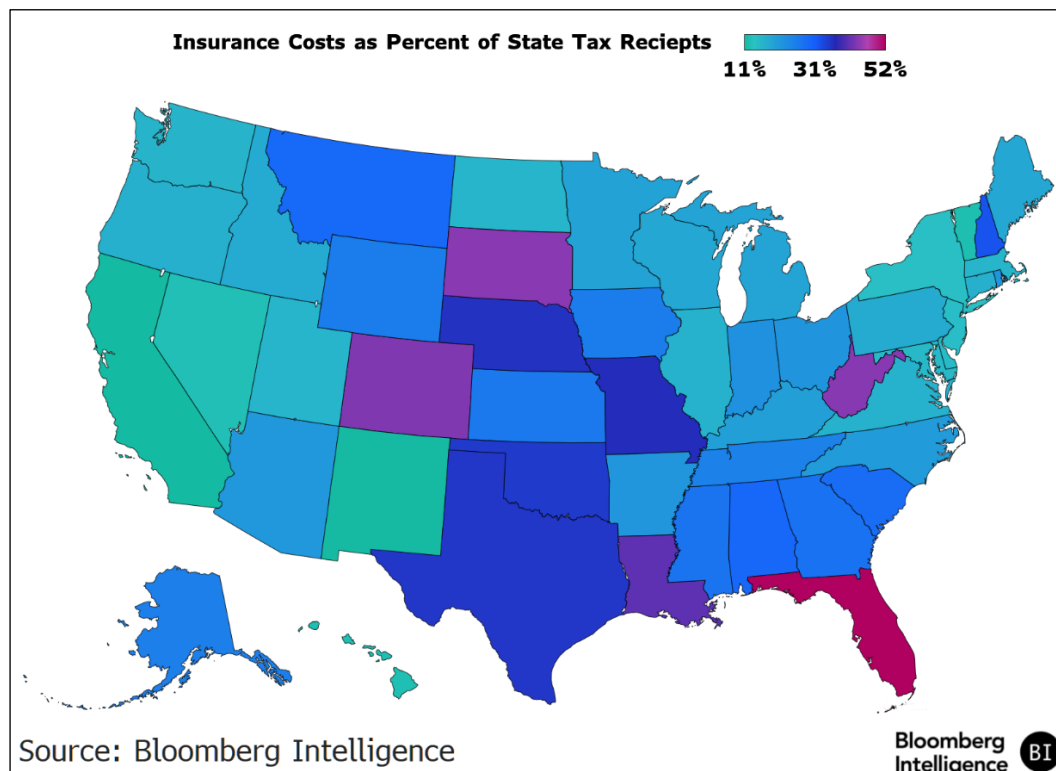 Insurance Costs as Percent of State Tax Reciepts
11% 31% 52%
Source: Bloomberg Intelligence
Bloomberg
Intelligence BI